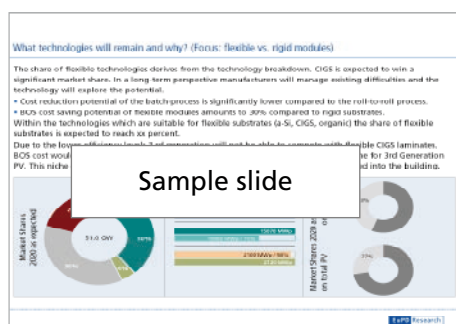 What technologies will remain and why? (Focus: flexible vs. rigid modules)
The share of flexible technologies derives from the technology breakdown. CIGS is expected to win a
significant market share. In a long term perspective manufacturers will manage existing difficulties and the
technology will explore the potential.
• Cost reduction potential of the batch-process is significantly lower compared to the roll-to-roll process.
• BOS cost saving potential of flexible modules amounts to 30% compared to rigid substrates.
Within the technologies which are suitable for flexible substrates (a-Si, CIGS, organic) the share of flexible
substrates is expected to reach xx percent.
Due to the lower efficiency levels 3 rd generation will not be able to compete with flexible CIGS laminates.
BOS cost woul
me for 3rd Generation
PV. This niche
ed into the building.
Sample slide
Market Shares
2020 as expected
51.0 GW
Market Shares 2020 as
on total PV
EuPD Research